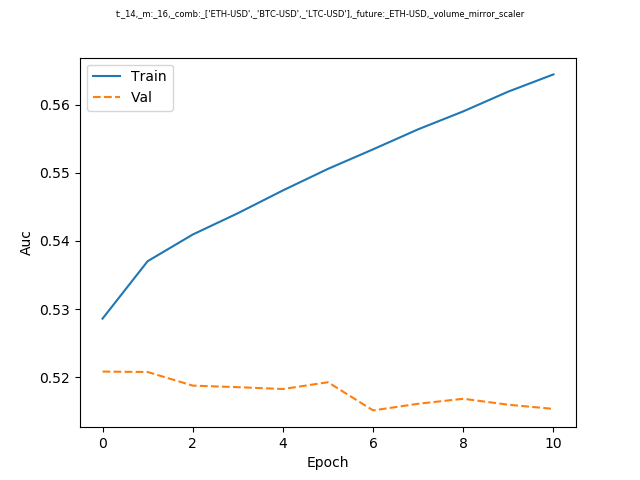 t:_14,_m:_16,_comb:_['ETH-USD',_'BTC-USD',_'LTC-USD'],_future:_ETH-USD,_volume_mirror_scaler
Train
Val
0.56
0.55
0.54
0.53
0.52
Auc
0 2 4 6 8 10
Epoch